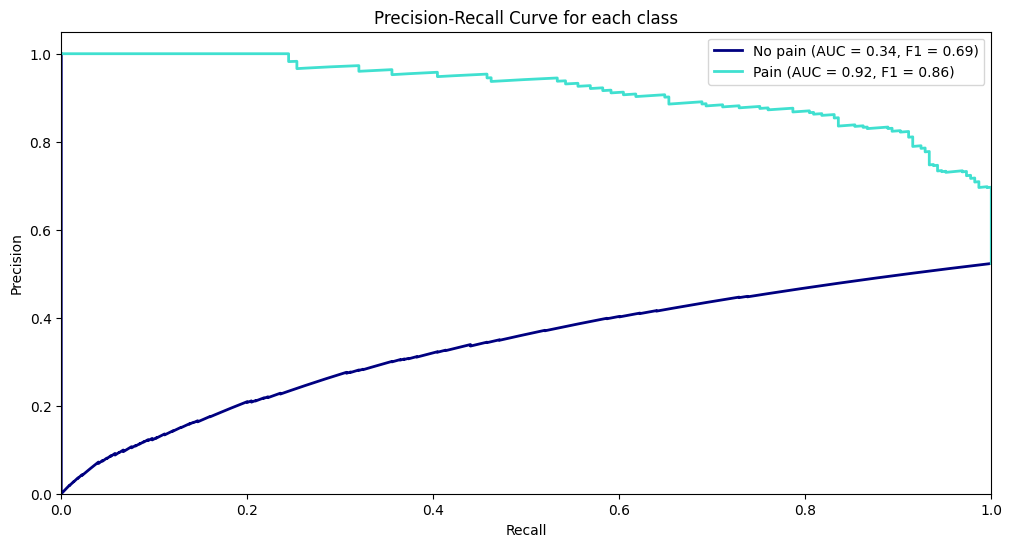 Precision-Recall Curve for each class
No pain (AUC = 0.34, F1 = 0.69)
Pain (AUC = 0.92, F1 = 0.86)
Precision
1.0
0.8
0.6
0.4
0.2
0.0
0.0 0.2 0.4 0.6 0.8 1.0
Recall